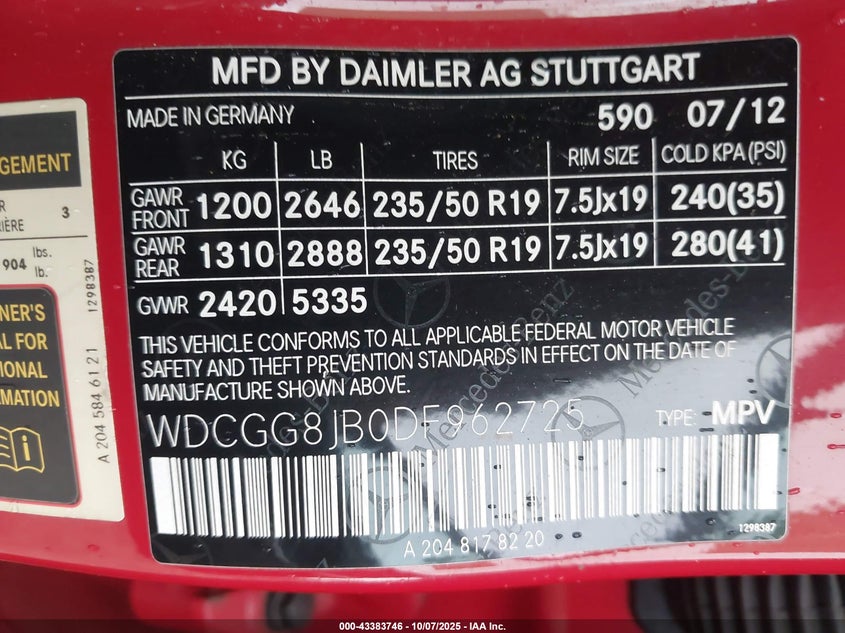 MFD BY DAIMLER AG STUTTGART
MADE IN GERMANY 590 07/12
KG LB TIRES RIM SIZE COLD KPA(PSI)
GAWR FRONT 1200 2646 235/50 R19 7.5Jx19 240(35)
GAWR REAR 1310 2888 235/50 R19 7.5Jx19 280(41)
GVWR 2420 5335
THIS VEHICLE CONFORMS TO ALL APPLICABLE FEDERAL MOTOR VEHICLE
SAFETY AND THEFT PREVENTION STANDARDS IN EFFECT ON THE DATE OF
MANUFACTURE SHOWN ABOVE.
WDCGG8JB0DF962725 TYPE: MPV
1298387
A 204 817 82 20
Mercedes-Benz
GEMENT
3
904 lbs.
lb.
1298387
A 204 584 61 21
NER'S
AL FOR
IONAL
RMATION
000-43383746 - 10/07/2025 - IAA Inc.